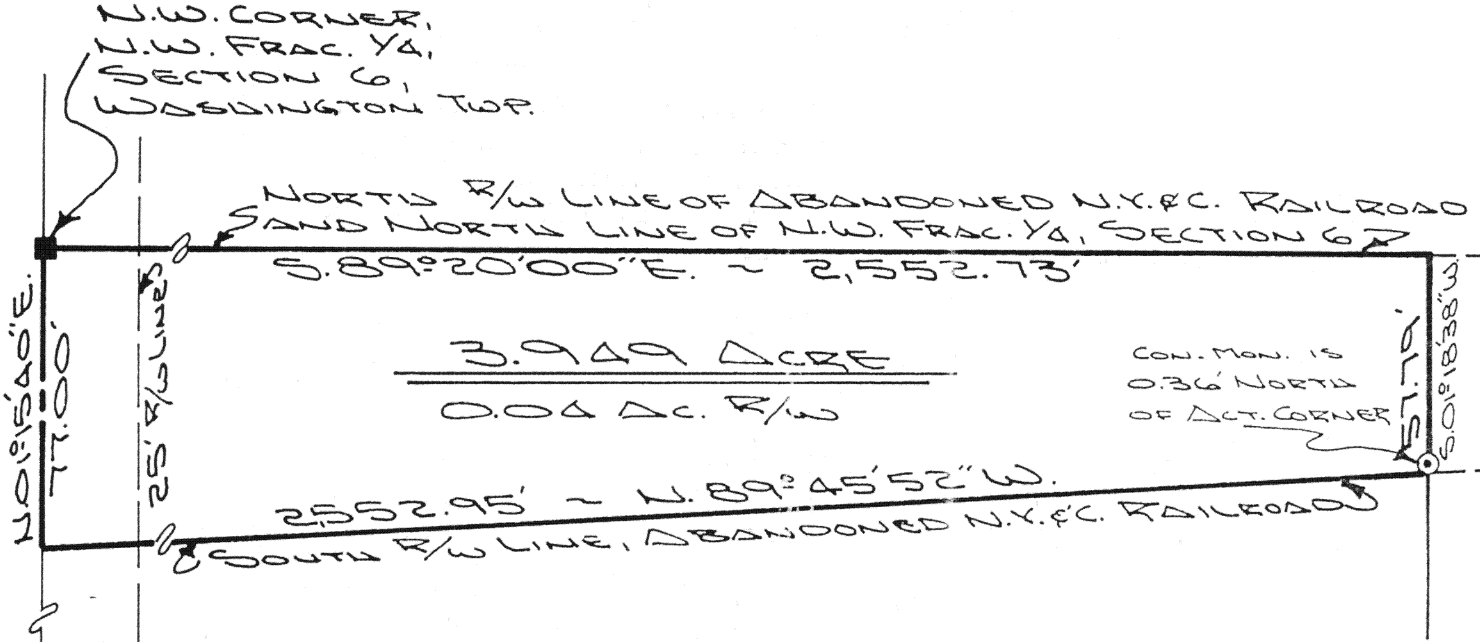 N.W. CORNER,
N.W. FRAC. 1/4,
SECTION 6,
WASHINGTON TWP.
NORTH R/W LINE OF ABANDONED N.Y.&C. RAILROAD
AND NORTH LINE OF N.W. FRAC. 1/4, SECTION 6
S.89°20'00"E. ~ 2,552.73'
N.01°15'40"E.
77.00'
25' R/W LINE
3.949 ACRE
0.04 AC. R/W
CON. MON. IS
0.36' NORTH
OF ACT. CORNER
57.79'
S.01°18'38"W.
2552.95' ~ N.89°45'52"W.
SOUTH R/W LINE, ABANDONED N.Y.&C. RAILROAD